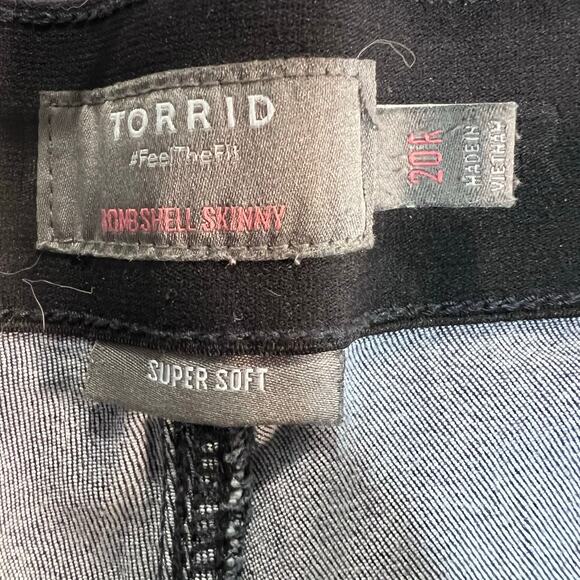 TORRID
#FeelTheFit
BOMBSHELL SKINNY
20R
MADE IN
VIETNAM
SUPER SOFT